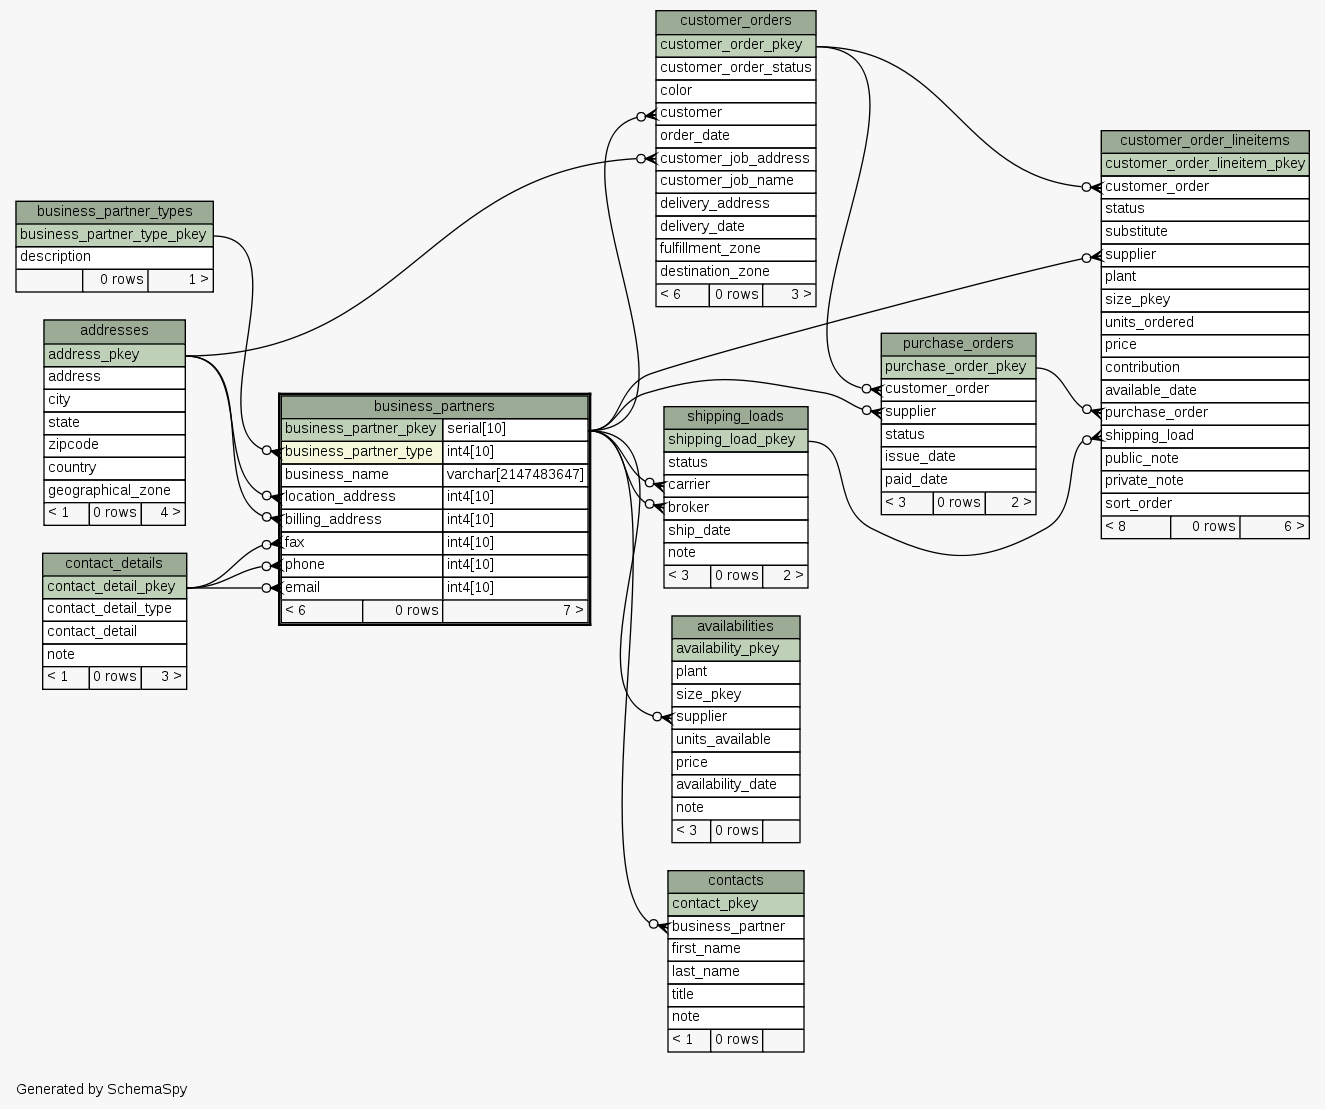 customer_orders
customer_order_pkey
customer_order_status
color
customer
order_date
customer_job_address
customer_job_name
delivery_address
delivery_date
fulfillment_zone
destination_zone
< 6 0 rows 3 >
customer_order_lineitems
customer_order_lineitem_pkey
customer_order
status
substitute
supplier
plant
size_pkey
units_ordered
price
contribution
available_date
purchase_order
shipping_load
public_note
private_note
sort_order
< 8 0 rows 6 >
business_partner_types
business_partner_type_pkey
description
0 rows 1 >
addresses
address_pkey
address
city
state
zipcode
country
geographical_zone
< 1 0 rows 4 >
purchase_orders
purchase_order_pkey
customer_order
supplier
status
issue_date
paid_date
< 3 0 rows 2 >
business_partners
business_partner_pkey serial[10]
business_partner_type int4[10]
business_name varchar[2147483647]
location_address int4[10]
billing_address int4[10]
fax int4[10]
phone int4[10]
email int4[10]
< 6 0 rows 7 >
shipping_loads
shipping_load_pkey
status
carrier
broker
ship_date
note
< 3 0 rows 2 >
contact_details
contact_detail_pkey
contact_detail_type
contact_detail
note
< 1 0 rows 3 >
availabilities
availability_pkey
plant
size_pkey
supplier
units_available
price
availability_date
note
< 3 0 rows
contacts
contact_pkey
business_partner
first_name
last_name
title
note
< 1 0 rows
Generated by SchemaSpy